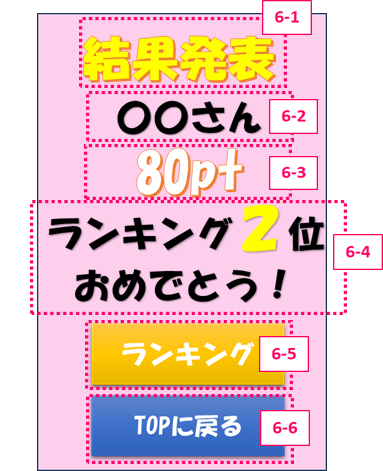 6-1
結果発表
〇〇さん
6-2
80pt
6-3
ランキング2位
6-4
おめでとう!
ランキング
6-5
TOPに戻る
6-6